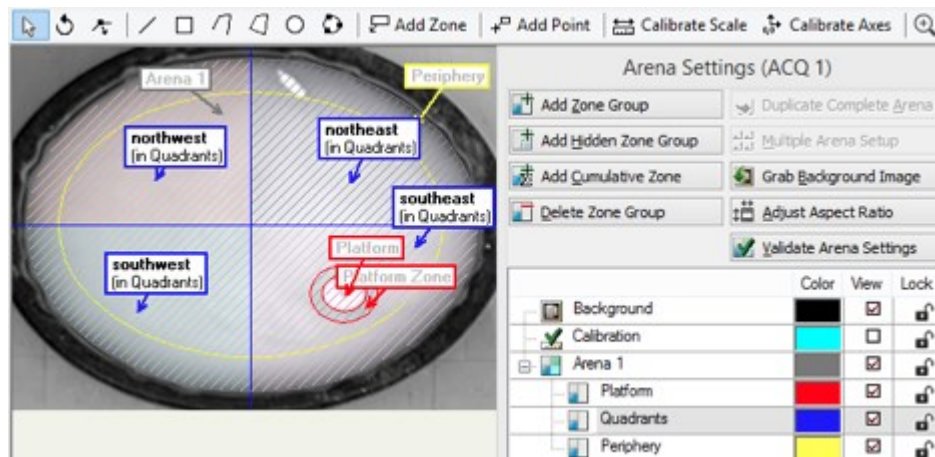 Add Zone
Add Point
Calibrate Scale
Calibrate Axes
Arena 1
Periphery
northwest
(in Quadrants)
northeast
(in Quadrants)
southeast
(in Quadrants)
Platform
Platform Zone
southwest
(in Quadrants)
Arena Settings (ACQ 1)
Add Zone Group
Duplicate Complete Arena
Add Hidden Zone Group
Multiple Arena Setup
Add Cumulative Zone
Grab Background Image
Delete Zone Group
Adjust Aspect Ratio
Validate Arena Settings
Color View Lock
Background
Calibration
Arena 1
Platform
Quadrants
Periphery